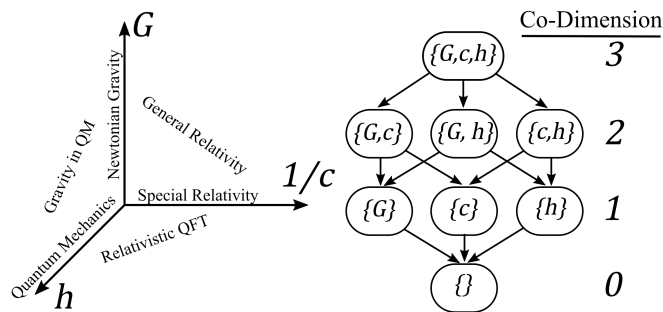 G
Newtonian Gravity
General Relativity
Gravity in QM
1/c
Special Relativity
Relativistic QFT
Quantum Mechanics
h
Co-Dimension
{G,c,h}
3
{G,c}
{G, h}
{c,h}
2
{G}
{c}
{h}
1
{}
0